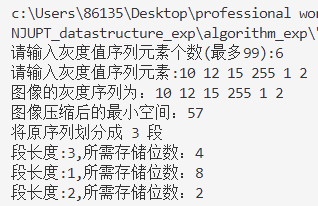 c:\Users\86135\Desktop\professional wo
NJUPT_datastructure_exp\algorithm_exp\"
请输入灰度值序列元素个数(最多99):6
请输入灰度值序列元素:10 12 15 255 1 2
图像的灰度序列为：10 12 15 255 1 2
图像压缩后的最小空间：57
将原序列划分成 3 段
段长度:3,所需存储位数：4
段长度:1,所需存储位数：8
段长度:2,所需存储位数：2